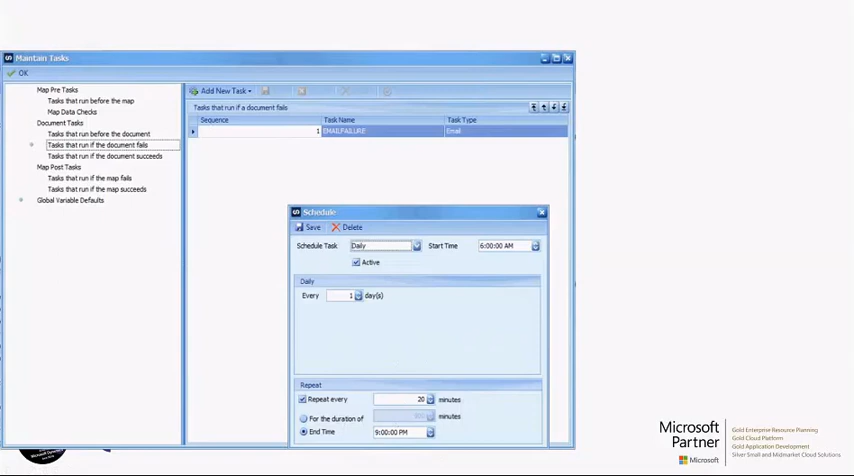 Maintain Tasks
OK
Map Pre Tasks
Tasks that run before the map
Map Data Checks
Document Tasks
Tasks that run before the document
Tasks that run if the document fails
Tasks that run if the document succeeds
Map Post Tasks
Tasks that run if the map fails
Tasks that run if the map succeeds
Global Variable Defaults
Add New Task
Tasks that run if a document fails
Sequence Task Name Task Type
1 EMAILFAILURE Email
Schedule
Save Delete
Schedule Task Daily Start Time 6:00:00 AM
Active
Daily
Every 1 day(s)
Repeat
Repeat every 20 minutes
For the duration of minutes
End Time 9:00:00 PM
Microsoft
Partner
Microsoft
Gold Enterprise Resource Planning
Gold Cloud Platform
Gold Application Development
Silver Small and Midmarket Cloud Solutions